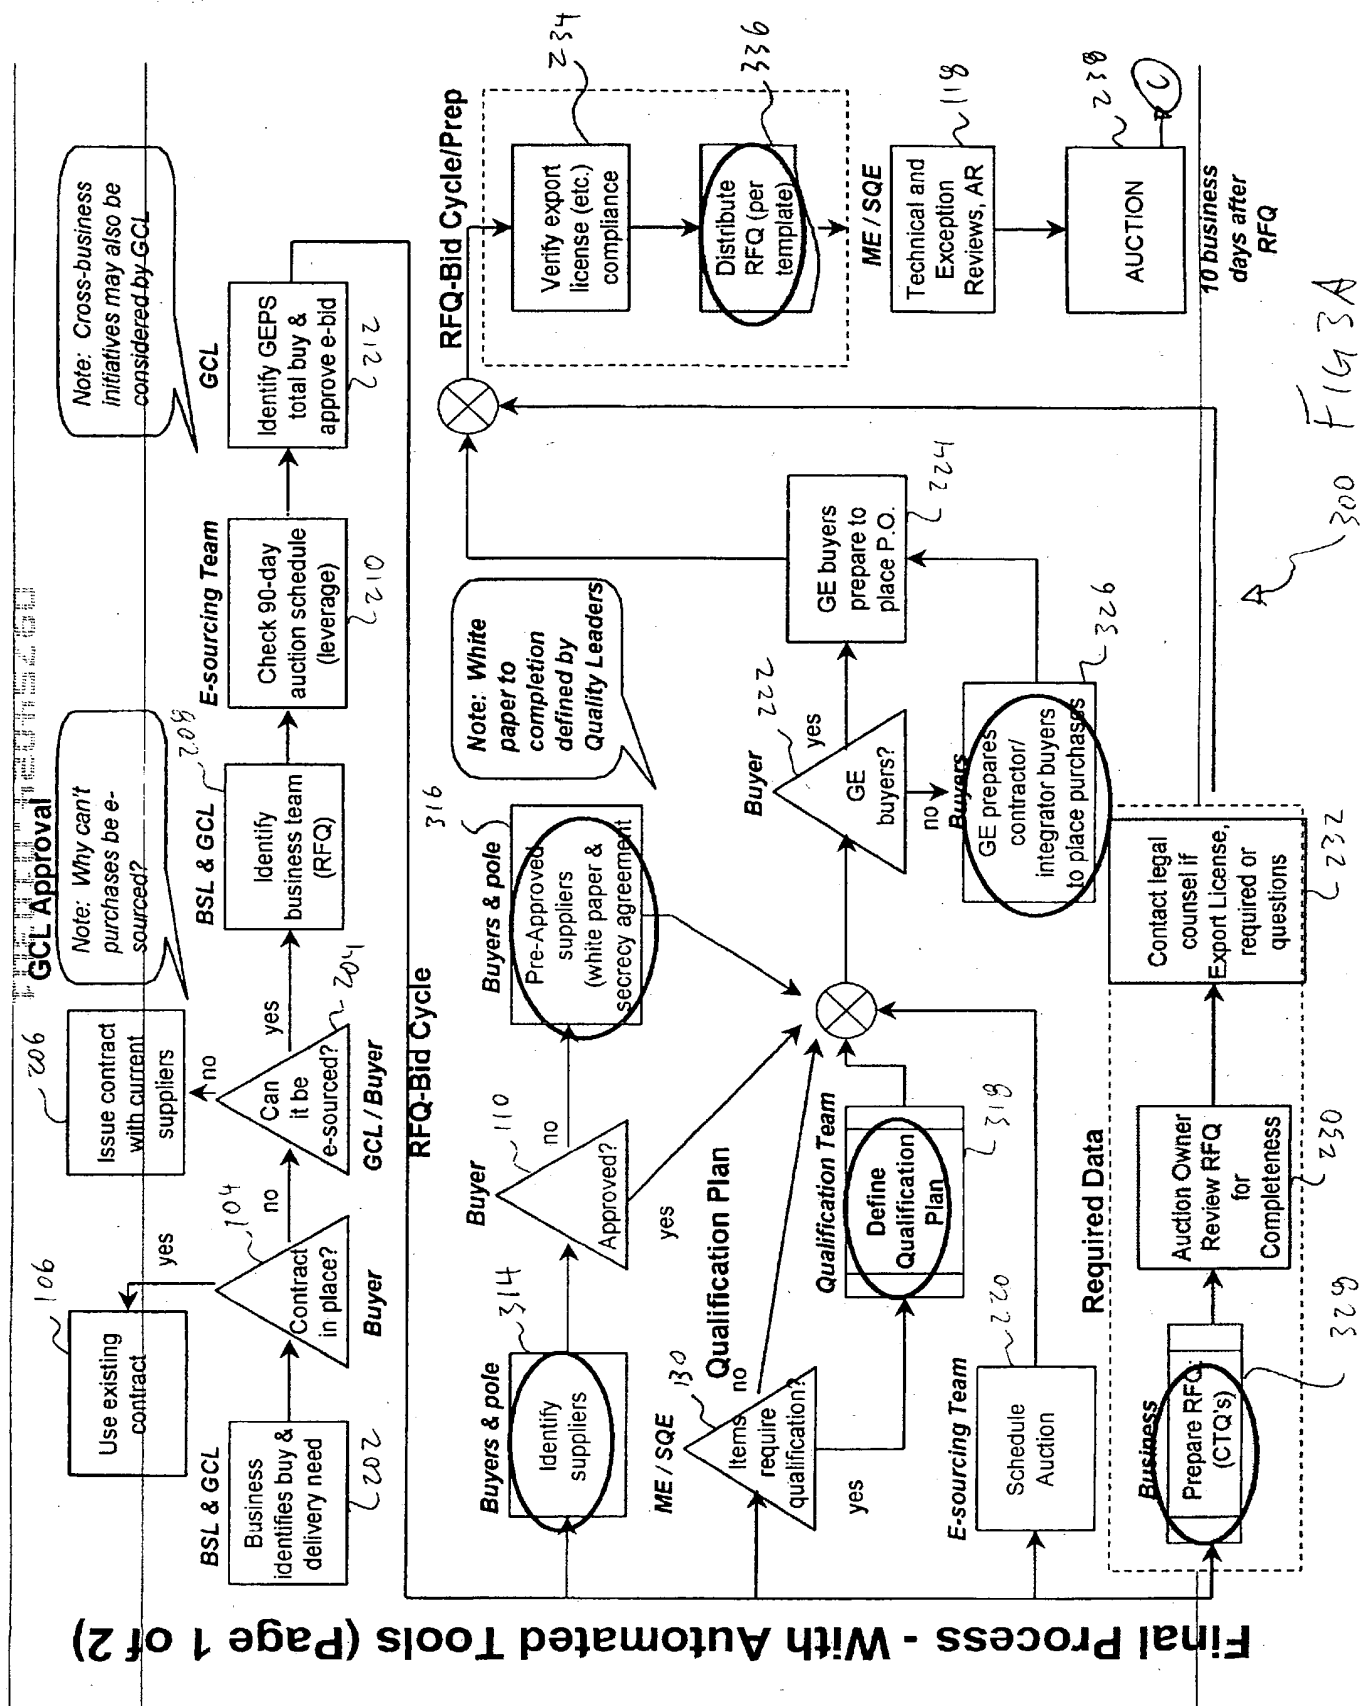 Final Process - With Automated Tools (Page 1 of 2)
GCL Approval
Note: Why can't
purchases be e-
sourced?
Note: Cross-business
initiatives may also be
considered by GCL
106
Use existing
contract
yes
206
Issue contract
with current
suppliers
no
BSL & GCL
Business
identifies buy &
delivery need
202
104
Contract
in place?
Buyer
no
Can
it be
e-sourced?
204
GCL / Buyer
yes
BSL & GCL
208
Identify
business team
(RFQ)
E-sourcing Team
Check 90-day
auction schedule
(leverage)
210
GCL
Identify GEPS
total buy &
approve e-bid
212
RFQ-Bid Cycle
Buyers & pole
314
Identify
suppliers
Buyer
110
Approved?
no
yes
Buyers & pole
316
Pre-Approved
suppliers
(white paper &
secrecy agreement
Note: White
paper to
completion
defined by
Quality Leaders
Qualification Plan
ME / SQE
130
Items
require
qualification?
no
yes
Qualification Team
Define
Qualification
Plan
318
E-sourcing Team
220
Schedule
Auction
Buyer
222
GE
buyers?
yes
no
GE buyers
prepare to
place P.O.
224
Buyers
GE prepares
contractor/
integrator buyers
to place purchases
326
Required Data
Business
Prepare RFQ
(CTQ's)
328
Auction Owner
Review RFQ
for
Completeness
230
Contact legal
counsel if
Export License,
required or
questions
232
RFQ-Bid Cycle/Prep
Verify export
license (etc.)
compliance
234
Distribute
RFQ (per
template)
336
ME / SQE
Technical and
Exception
Reviews, AR
118
AUCTION
238
C
10 business
days after
RFQ
300
FIG 3A